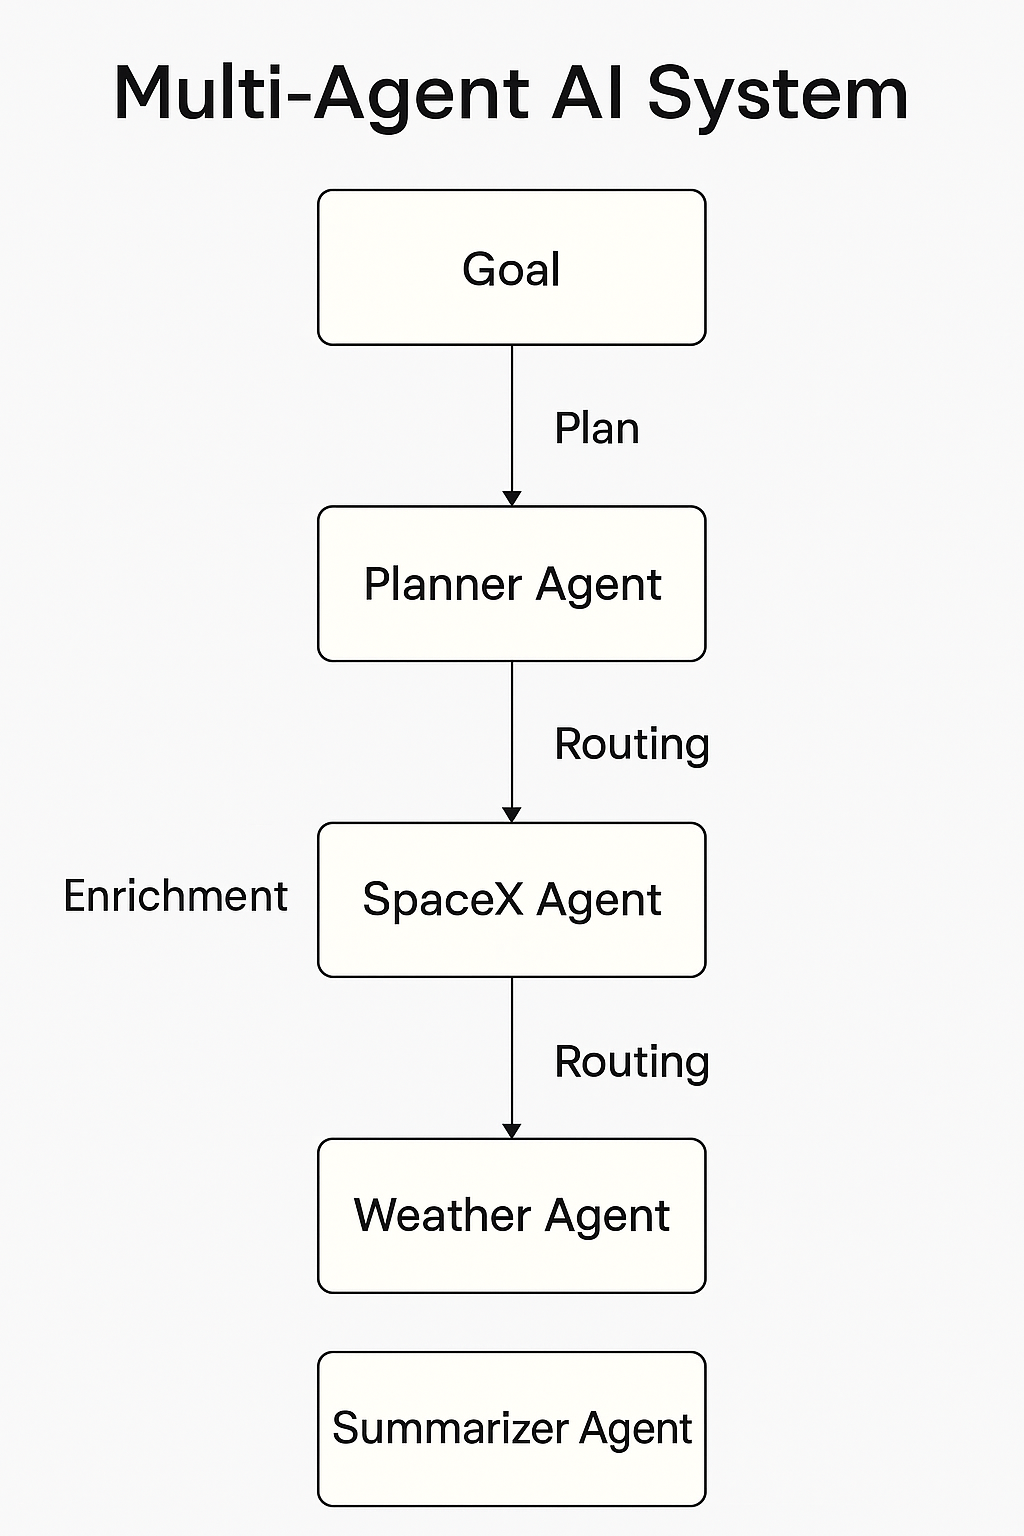 Multi-Agent AI System
Goal
Plan
Planner Agent
Routing
Enrichment
SpaceX Agent
Routing
Weather Agent
Summarizer Agent